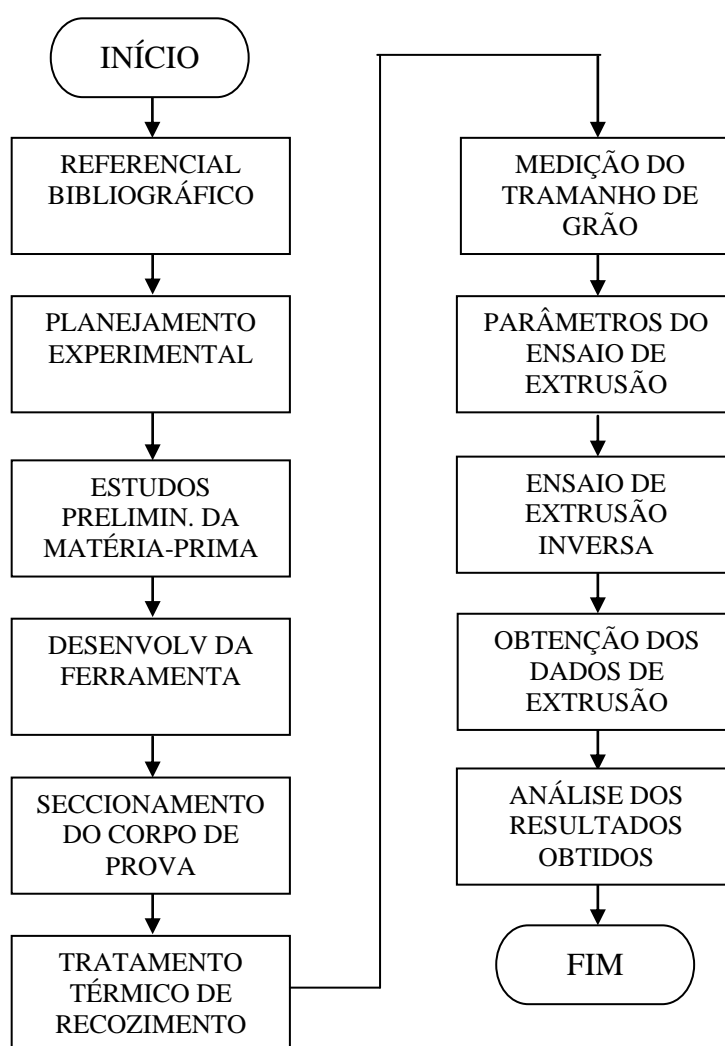 INÍCIO
REFERENCIAL
BIBLIOGRÁFICO
PLANEJAMENTO
EXPERIMENTAL
ESTUDOS
PRELIMIN. DA
MATÉRIA-PRIMA
DESENVOLV DA
FERRAMENTA
SECCIONAMENTO
DO CORPO DE
PROVA
TRATAMENTO
TÉRMICO DE
RECOZIMENTO
MEDIÇÃO DO
TRAMANHO DE
GRÃO
PARÂMETROS DO
ENSAIO DE
EXTRUSÃO
ENSAIO DE
EXTRUSÃO
INVERSA
OBTENÇÃO DOS
DADOS DE
EXTRUSÃO
ANÁLISE DOS
RESULTADOS
OBTIDOS
FIM